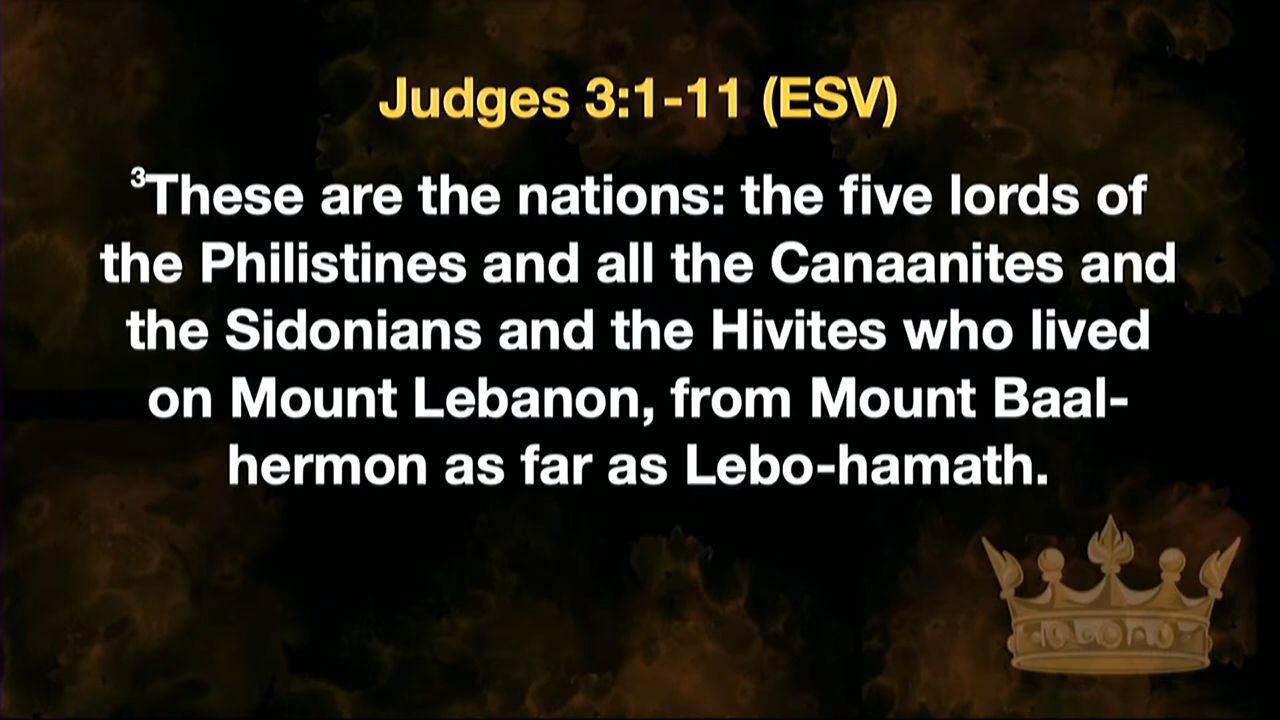 Judges 3:1-11 (ESV)
³These are the nations: the five lords of
the Philistines and all the Canaanites and
the Sidonians and the Hivites who lived
on Mount Lebanon, from Mount Baal-
hermon as far as Lebo-hamath.